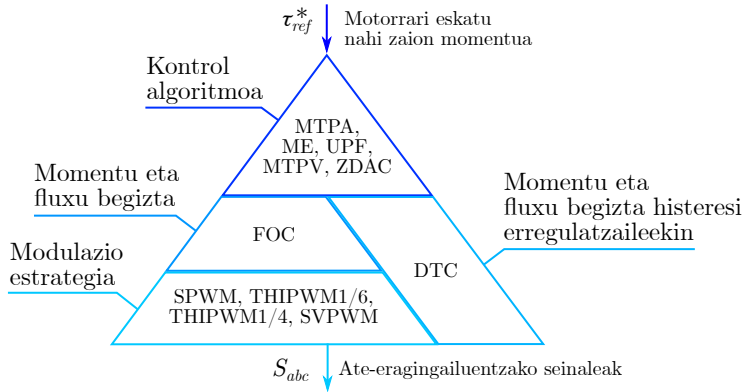 τ*ref
Motorrari eskatu
nahi zaion momentua
Kontrol
algoritmoa
MTPA,
ME, UPF,
MTPV, ZDAC
Momentu eta
fluxu begizta
FOC
Momentu eta
fluxu begizta histeresi
erregulatzaileekin
DTC
Modulazio
estrategia
SPWM, THIPWM1/6,
THIPWM1/4, SVPWM
Sabc
Ate-eragingailuentzako seinaleak